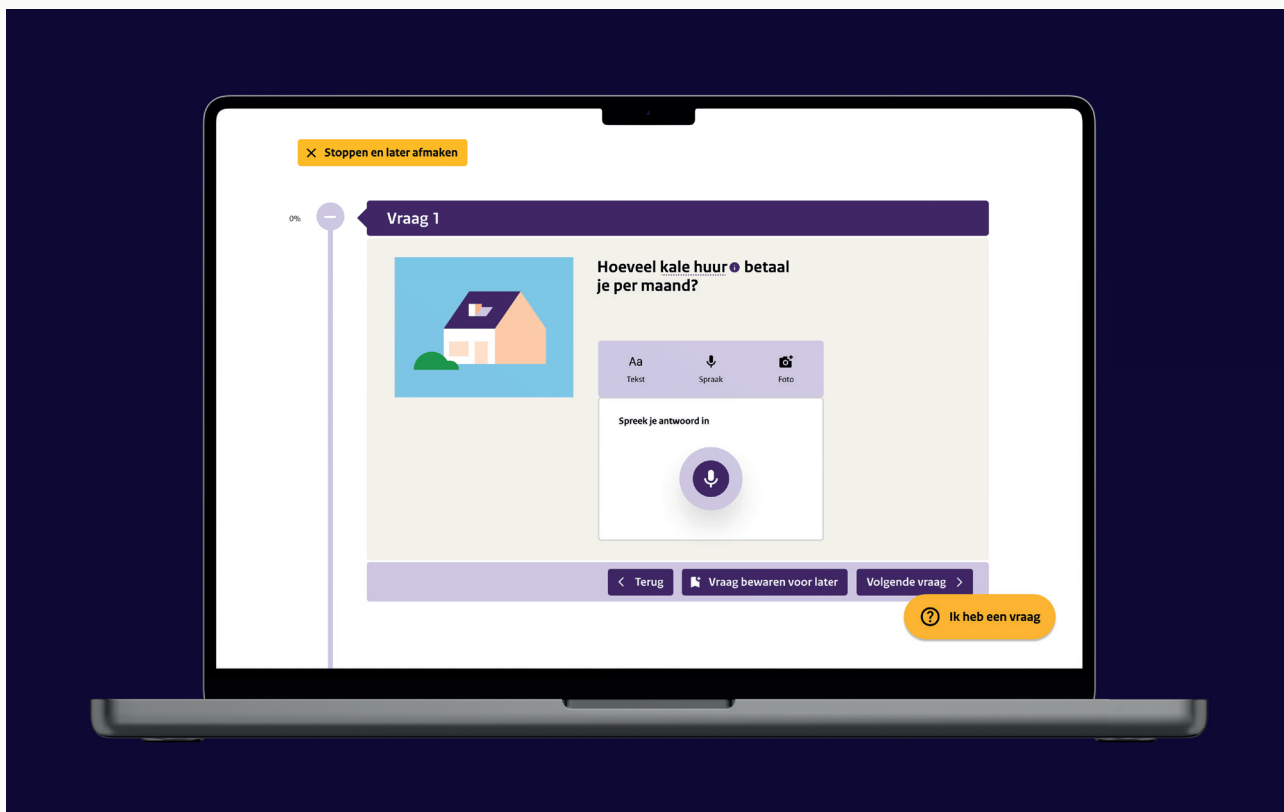 Stoppen en later afmaken
0%
Vraag 1
Hoeveel kale huur betaal
je per maand?
Aa
Tekst
Spraak
Foto
Spreek je antwoord in
Terug
Vraag bewaren voor later
Volgende vraag
Ik heb een vraag